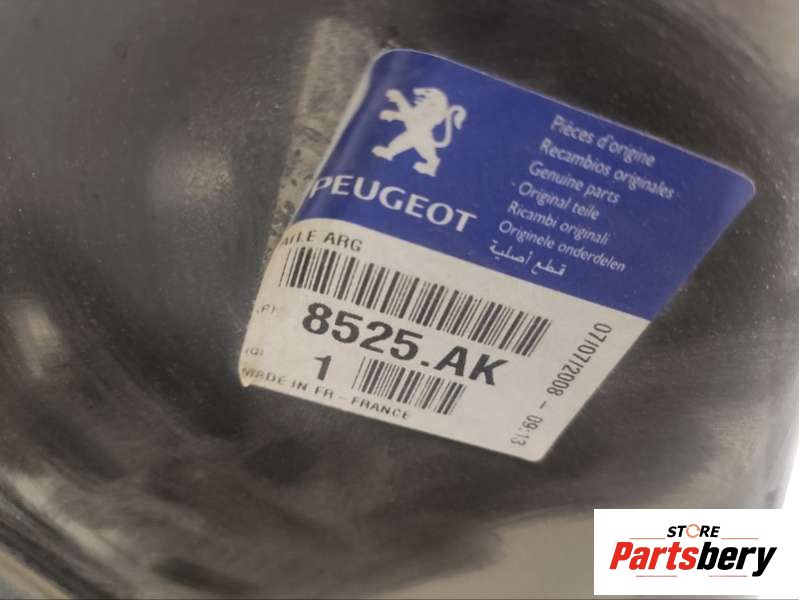 PEUGEOT
Pièces d'origine
Recambios originales
Genuine parts
Original teile
Ricambi originali
Originele onderdelen
قطع أصلية
AILE ARG
(P) 8525.AK
(Q) 1
MADE IN FR - FRANCE
07/07/2008 - 09:13
STORE
Partsbery